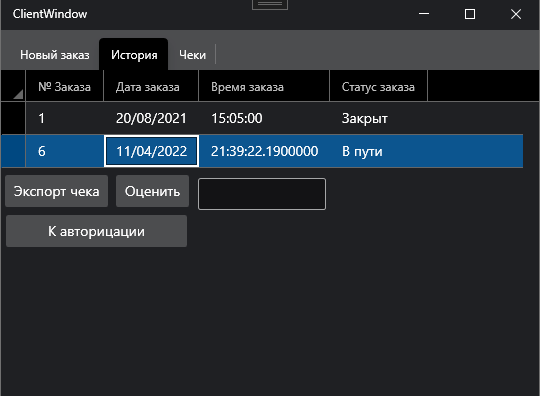 ClientWindow
Новый заказ История Чеки
№ Заказа Дата заказа Время заказа Статус заказа
1 20/08/2021 15:05:00 Закрыт
6 11/04/2022 21:39:22.1900000 В пути
Экспорт чека Оценить
К авторицации